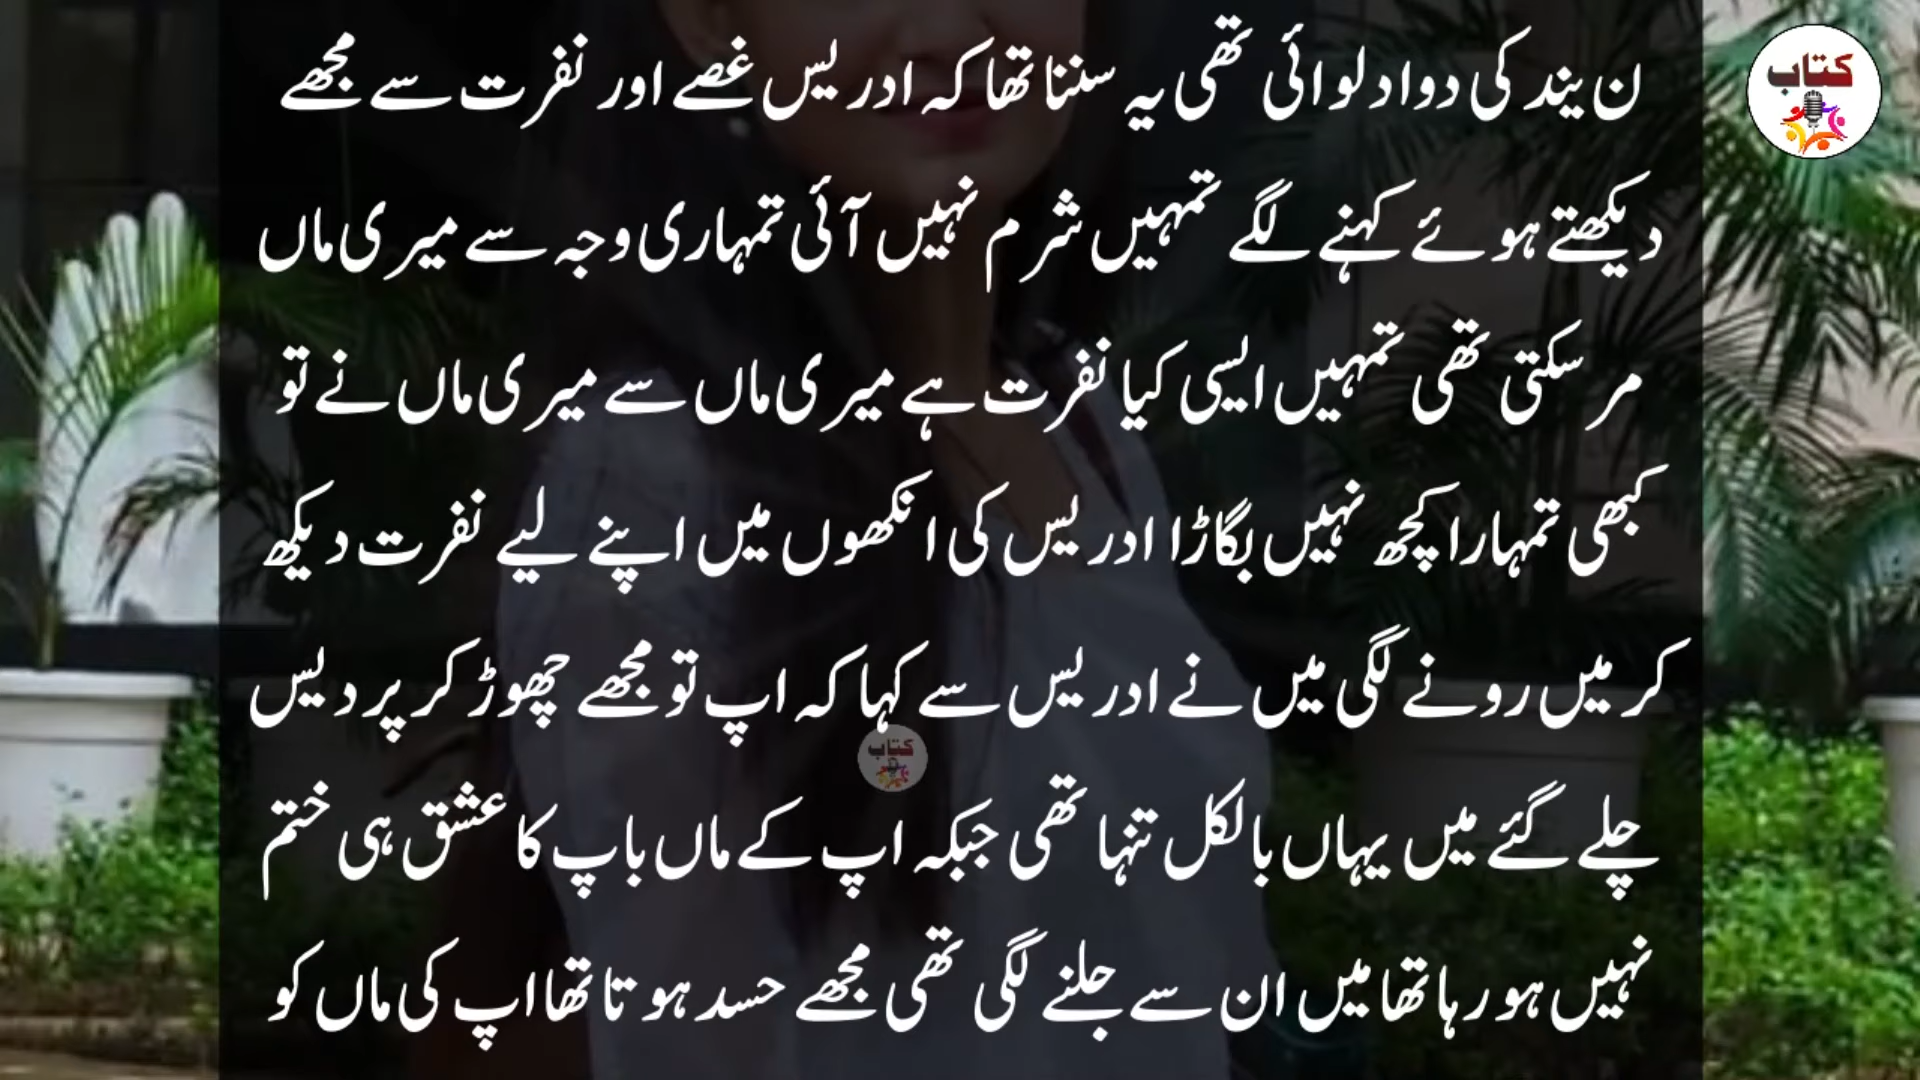 ن یند کی دوا دلوائی تھی یہ سننا تھا کہ ادریس غصے اور نفرت سے مجھے
دیکھتے ہوئے کہنے لگے تمہیں شرم نہیں آئی تمہاری وجہ سے میری ماں
مر سکتی تھی تمہیں ایسی کیا نفرت ہے میری ماں سے میری ماں نے تو
کبھی تمہارا کچھ نہیں بگاڑا ادریس کی انکھوں میں اپنے لیے نفرت دیکھ
کر میں رونے لگی میں نے ادریس سے کہا کہ اپ تو مجھے چھوڑ کر پردیس
چلے گئے میں یہاں بالکل تنہا تھی جبکہ اپ کے ماں باپ کا عشق ہی ختم
نہیں ہو رہا تھا میں ان سے جلنے لگی تھی مجھے حسد ہوتا تھا اپ کی ماں کو
کتاب
کتاب